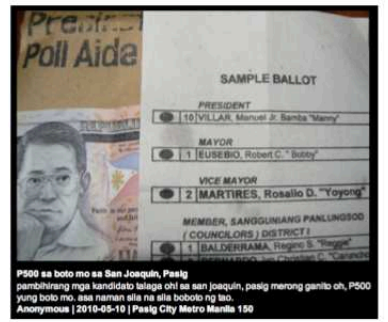 Precinct
Poll Aide
SAMPLE BALLOT
PRESIDENT
10 VILLAR, Manuel Jr. Bamba "Manny"
MAYOR
1 EUSEBIO, Robert C. " Bobby"
VICE MAYOR
2 MARTIRES, Rosalio D. "Yoyong"
MEMBER, SANGGUNIANG PANLUNGSOD
( COUNCILORS ) DISTRICT I
1 BALDERRAMA, Regino S. "Reggie"
Christian C.
P500 sa boto mo sa San Joaquin, Pasig
pambihirang mga kandidato talaga oh! sa san joaquin, pasig merong ganito oh, P500
yung boto mo. asa naman sila na sila boboto ng tao.
Anonymous | 2010-05-10 | Pasig City Metro Manila 150